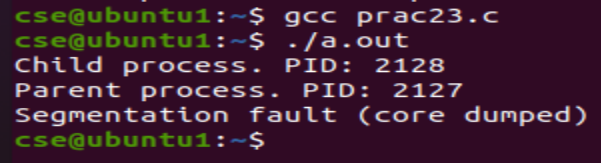 cse@ubuntu1:~$ gcc prac23.c
cse@ubuntu1:~$ ./a.out
Child process. PID: 2128
Parent process. PID: 2127
Segmentation fault (core dumped)
cse@ubuntu1:~$